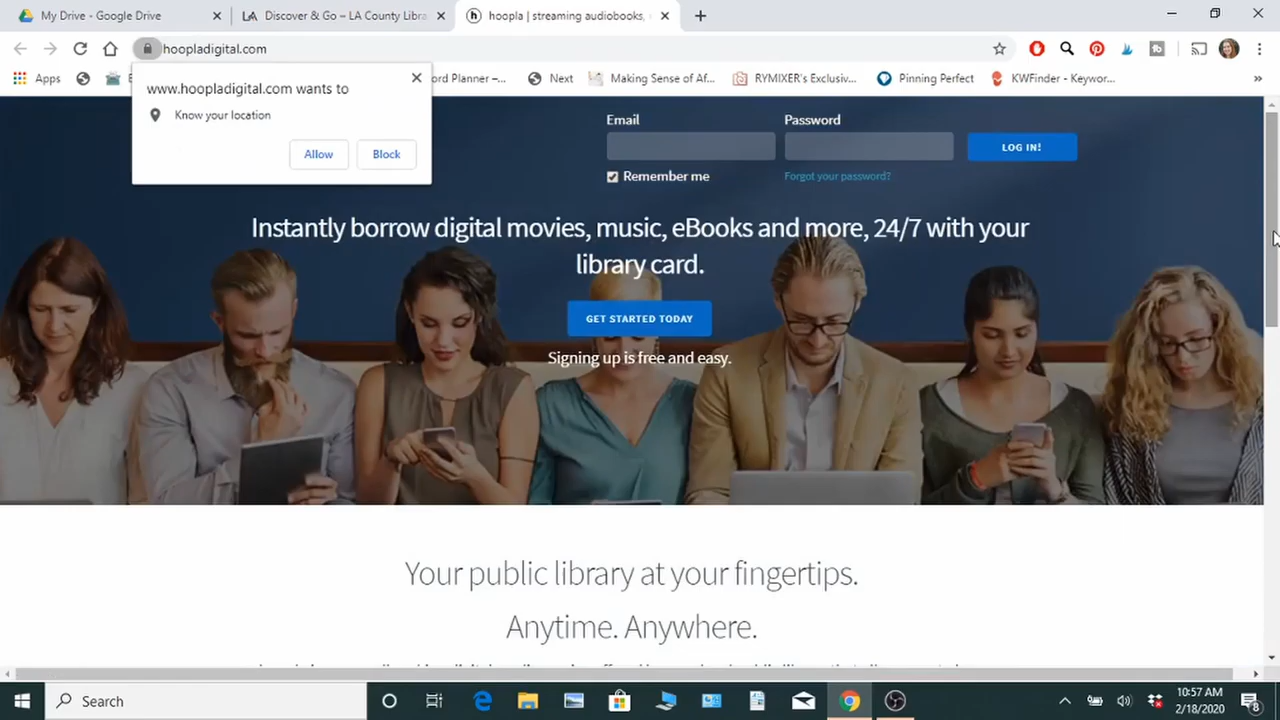 My Drive - Google Drive
LA Discover & Go – LA County Libra
h hoopla | streaming audiobooks,
hoopladigital.com
Apps
ord Planner –...
Next
Making Sense of Af...
RYMIXER's Exclusiv...
Pinning Perfect
KWFinder - Keywor...
»
www.hoopladigital.com wants to
Know your location
Allow Block
Email Password
LOG IN!
Remember me Forgot your password?
Instantly borrow digital movies, music, eBooks and more, 24/7 with your
library card.
GET STARTED TODAY
Signing up is free and easy.
Your public library at your fingertips.
Anytime. Anywhere.
Search
10:57 AM
2/18/2020
8